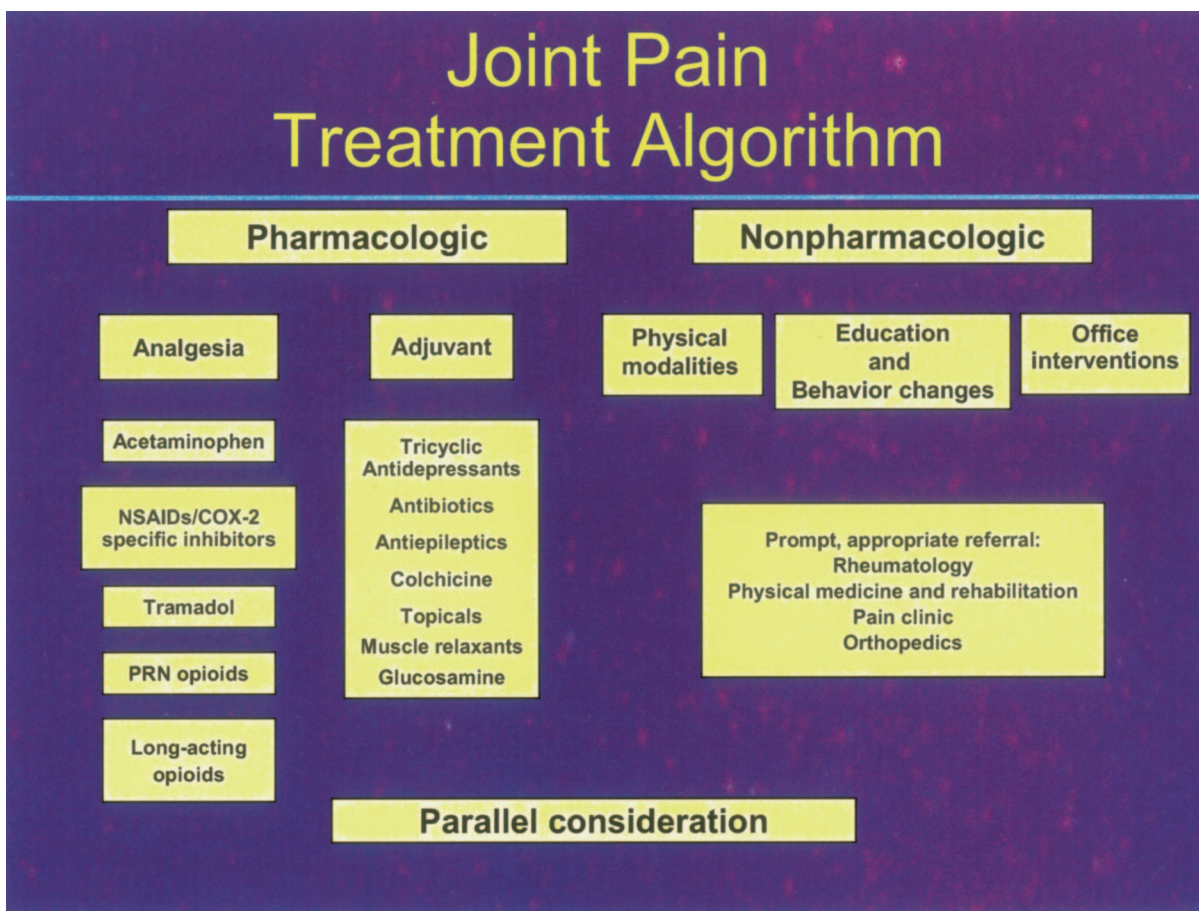 Joint Pain
Treatment Algorithm
Pharmacologic
Nonpharmacologic
Analgesia
Adjuvant
Physical
modalities
Education
and
Behavior changes
Office
interventions
Acetaminophen
NSAIDs/COX-2
specific inhibitors
Tramadol
PRN opioids
Long-acting
opioids
Tricyclic
Antidepressants
Antibiotics
Antiepileptics
Colchicine
Topicals
Muscle relaxants
Glucosamine
Prompt, appropriate referral:
Rheumatology
Physical medicine and rehabilitation
Pain clinic
Orthopedics
Parallel consideration